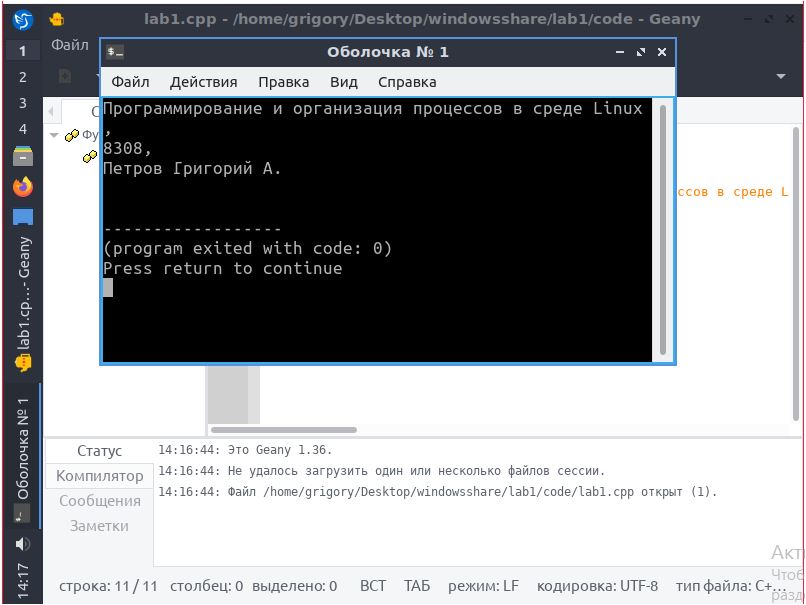 lab1.cpp - /home/grigory/Desktop/windowsshare/lab1/code - Geany
1
2
3
4
lab1.cp...- Geany
Оболочка № 1
14:17
Файл
Фу
Оболочка № 1
Файл Действия Правка Вид Справка
Программирование и организация процессов в среде Linux
,
8308,
Петров Григорий А.
------------------
(program exited with code: 0)
Press return to continue
ссов в среде L
Статус
Компилятор
Сообщения
Заметки
14:16:44: Это Geany 1.36.
14:16:44: Не удалось загрузить один или несколько файлов сессии.
14:16:44: Файл /home/grigory/Desktop/windowsshare/lab1/code/lab1.cpp открыт (1).
строка: 11 / 11 столбец: 0 выделено: 0 ВСТ ТАБ режим: LF кодировка: UTF-8 тип файла: C+...
Акт
Чтоб
разд